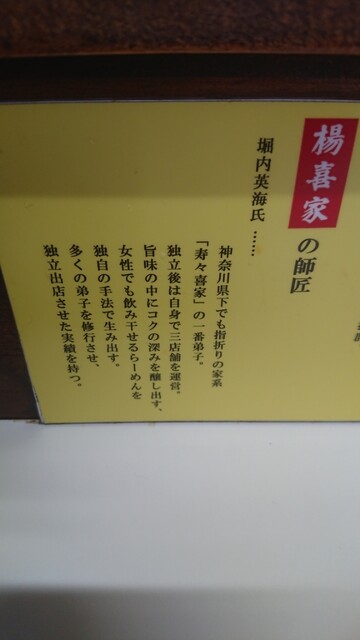 楊喜家の師匠
堀内英海氏……
神奈川県下でも指折りの家系
「寿々喜家」の一番弟子。
独立後は自身で三店舗を運営。
旨味の中にコクの深みを醸し出す、
女性でも飲み干せるらーめんを
独自の手法で生み出す。
多くの弟子を修行させ、
独立出店させた実績を持つ。